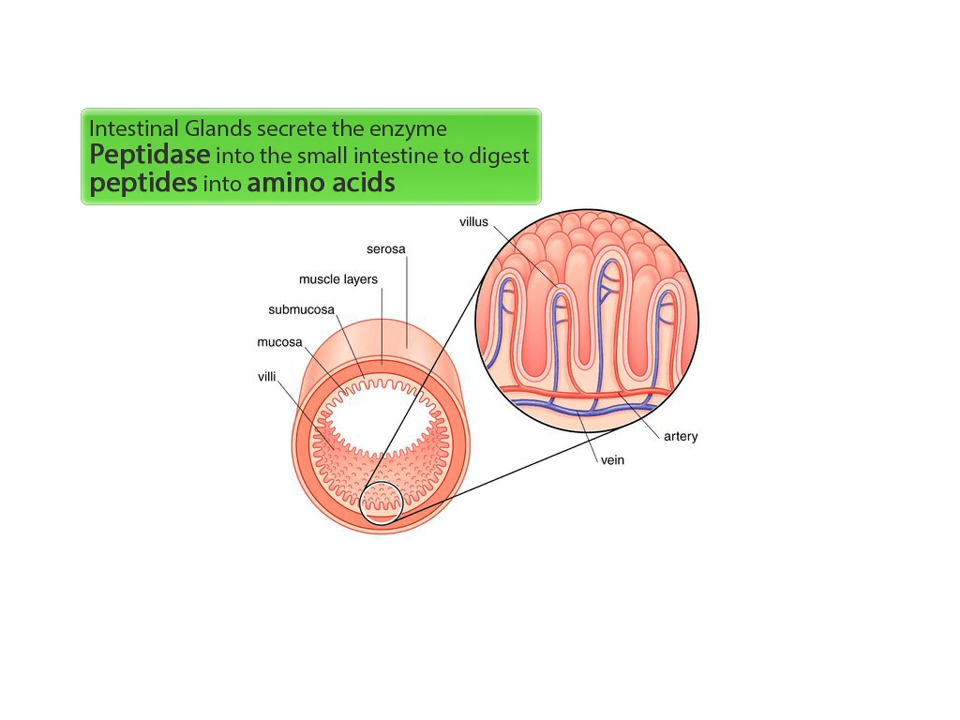 Intestinal Glands secrete the enzyme
Peptidase into the small intestine to digest
peptides into amino acids
villus
serosa
muscle layers
submucosa
mucosa
villi
artery
vein